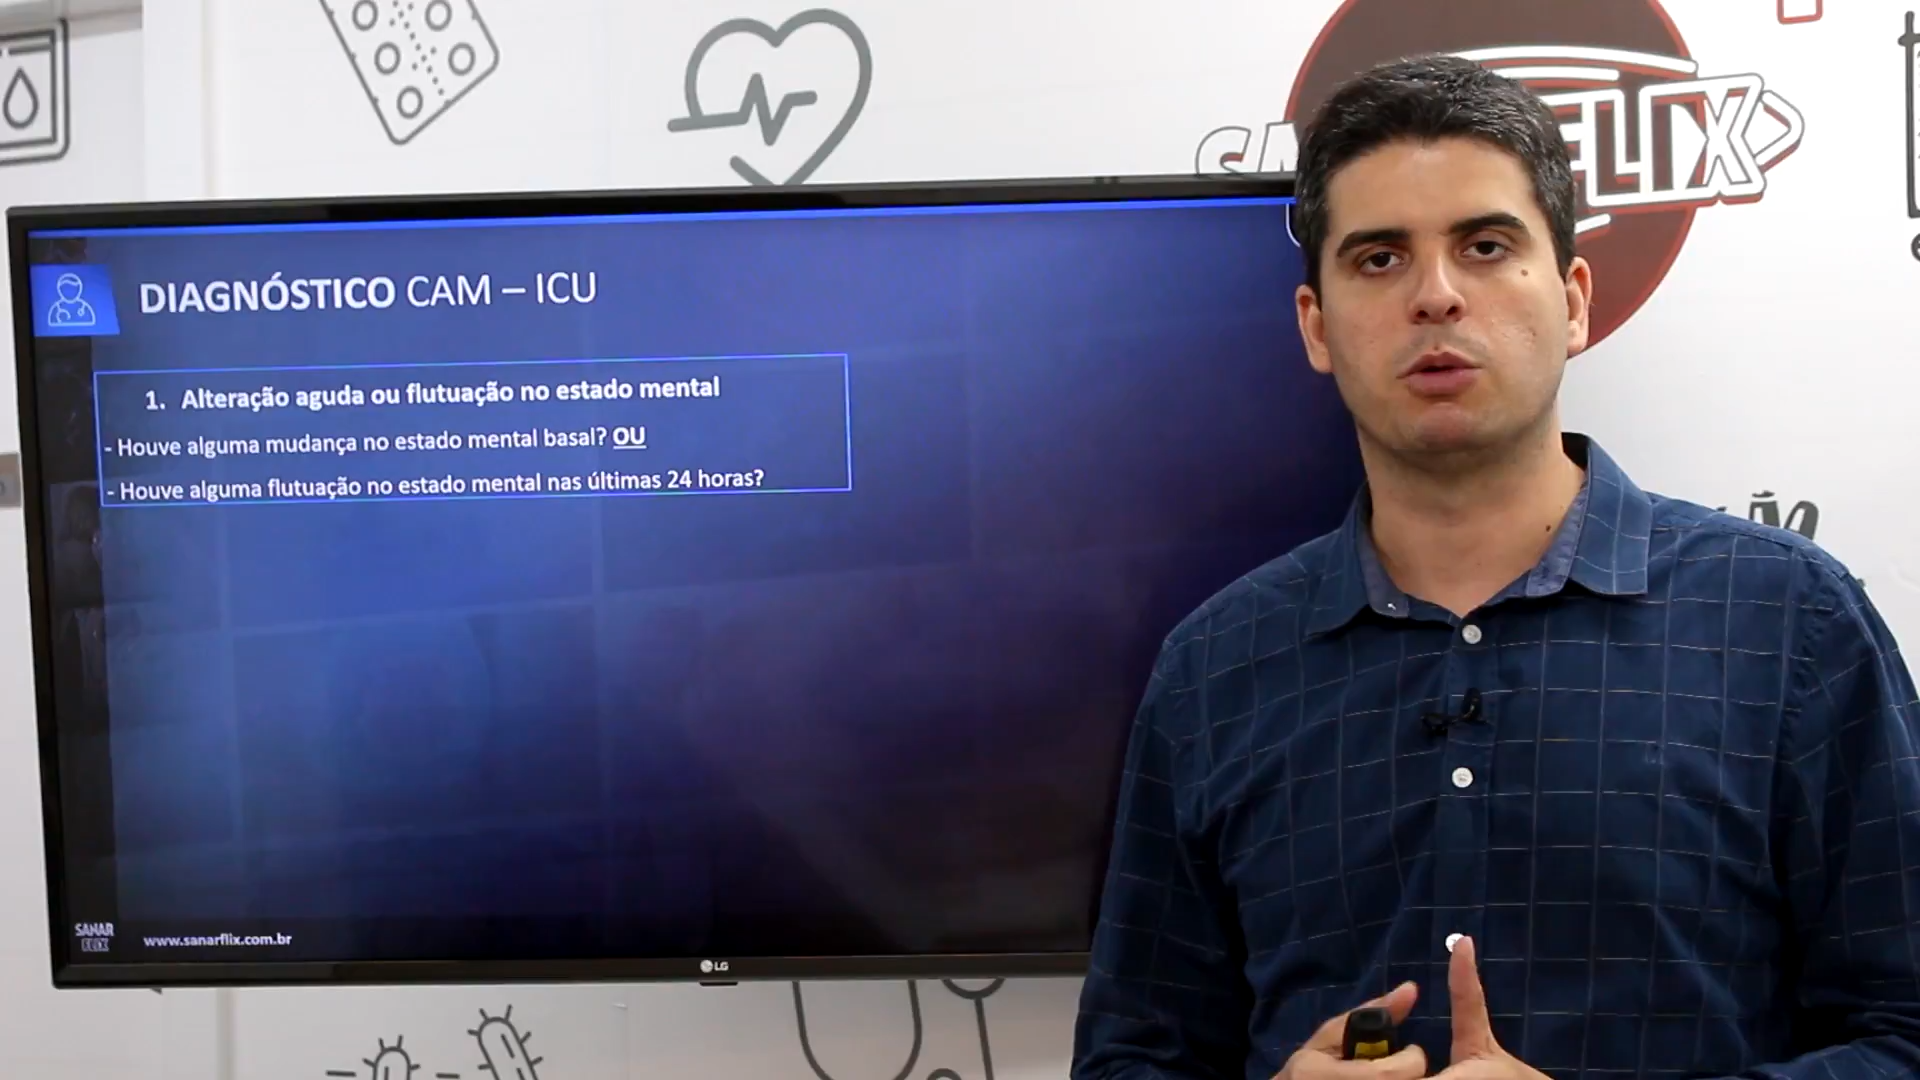 DIAGNÓSTICO CAM – ICU
1. Alteração aguda ou flutuação no estado mental
- Houve alguma mudança no estado mental basal? OU
- Houve alguma flutuação no estado mental nas últimas 24 horas?
SANAR
FLIX
www.sanarflix.com.br
LG